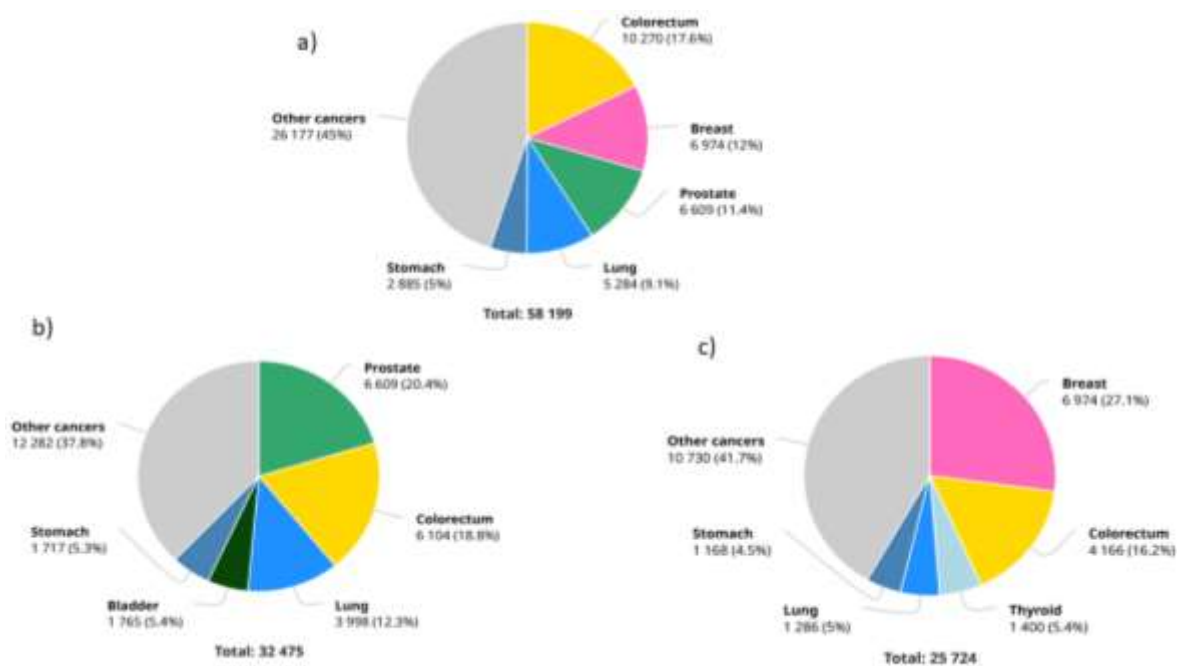 a)
Colorectum
10 270 (17.6%)
Other cancers
26 177 (45%)
Breast
6 974 (12%)
Prostate
6 609 (11.4%)
Stomach
2 885 (5%)
Lung
5 284 (9.1%)
Total: 58 199
b)
Prostate
6 609 (20.4%)
Other cancers
12 282 (37.8%)
Colorectum
6 104 (18.8%)
Stomach
1 717 (5.3%)
Bladder
1 765 (5.4%)
Lung
3 998 (12.3%)
Total: 32 475
c)
Breast
6 974 (27.1%)
Other cancers
10 730 (41.7%)
Colorectum
4 166 (16.2%)
Stomach
1 168 (4.5%)
Lung
1 286 (5%)
Thyroid
1 400 (5.4%)
Total: 25 724